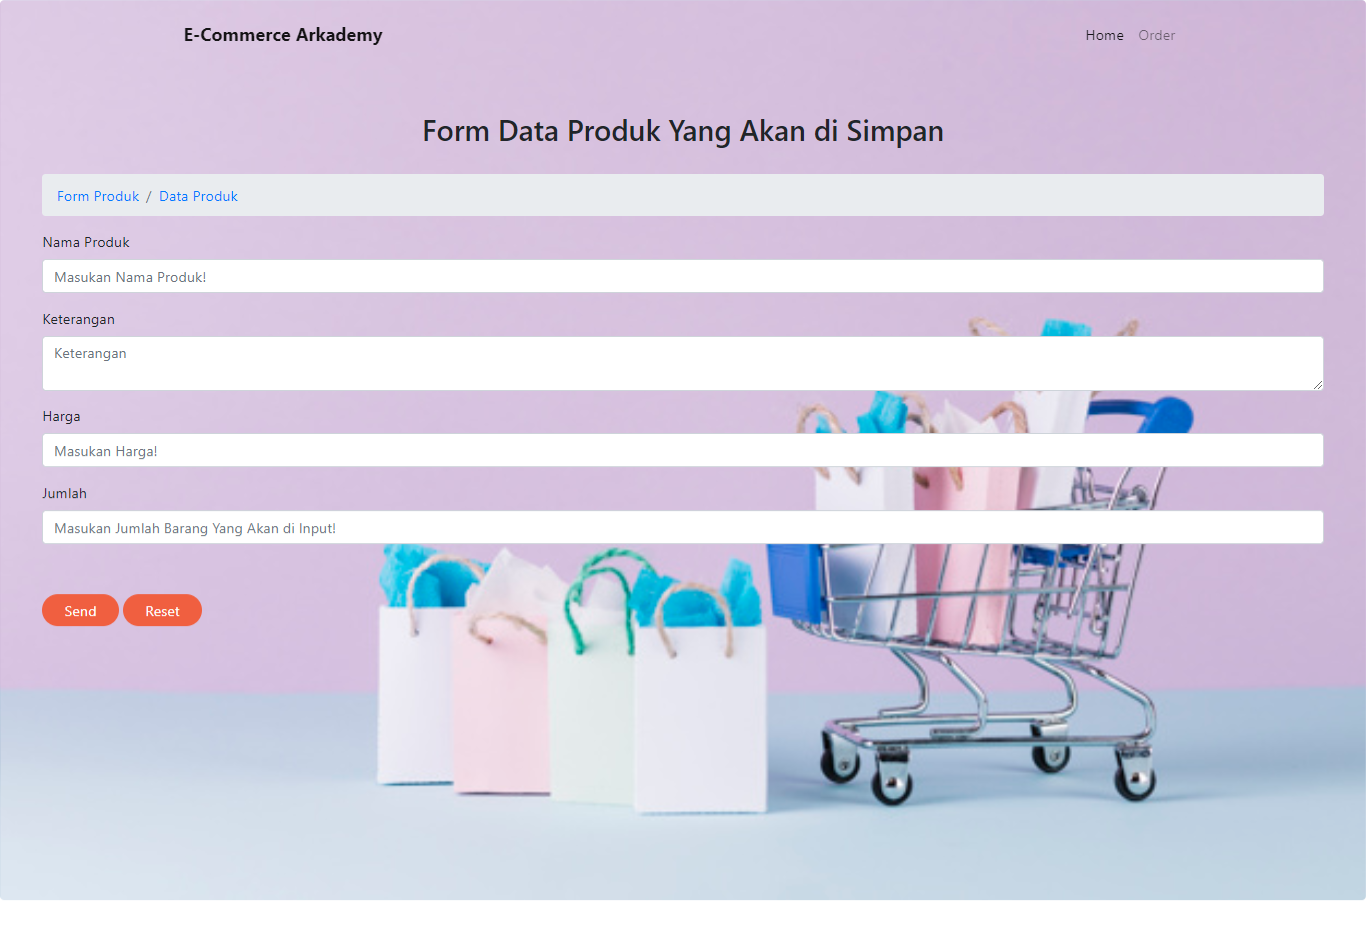 E-Commerce Arkademy
Home Order
Form Data Produk Yang Akan di Simpan
Form Produk / Data Produk
Nama Produk
Masukan Nama Produk!
Keterangan
Keterangan
Harga
Masukan Harga!
Jumlah
Masukan Jumlah Barang Yang Akan di Input!
Send Reset